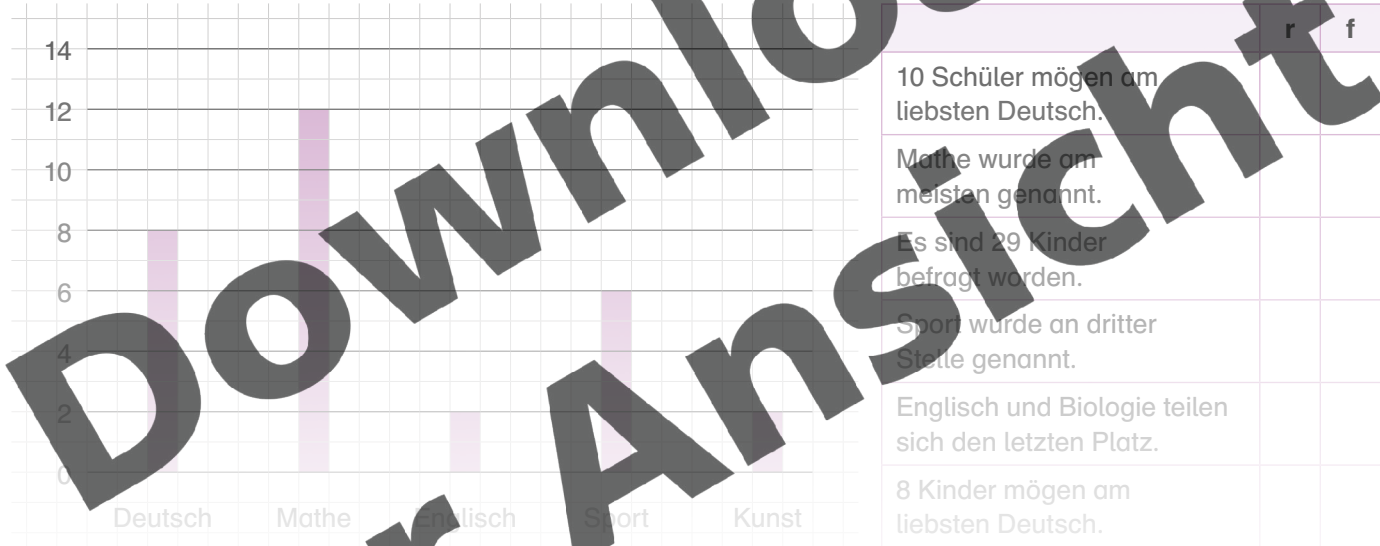 14
12
10
8
6
4
2
0
Deutsch Mathe Englisch Sport Kunst
r f
10 Schüler mögen am
liebsten Deutsch.
Mathe wurde am
meisten genannt.
Es sind 29 Kinder
befragt worden.
Sport wurde an dritter
Stelle genannt.
Englisch und Biologie teilen
sich den letzten Platz.
8 Kinder mögen am
liebsten Deutsch.
Ansicht